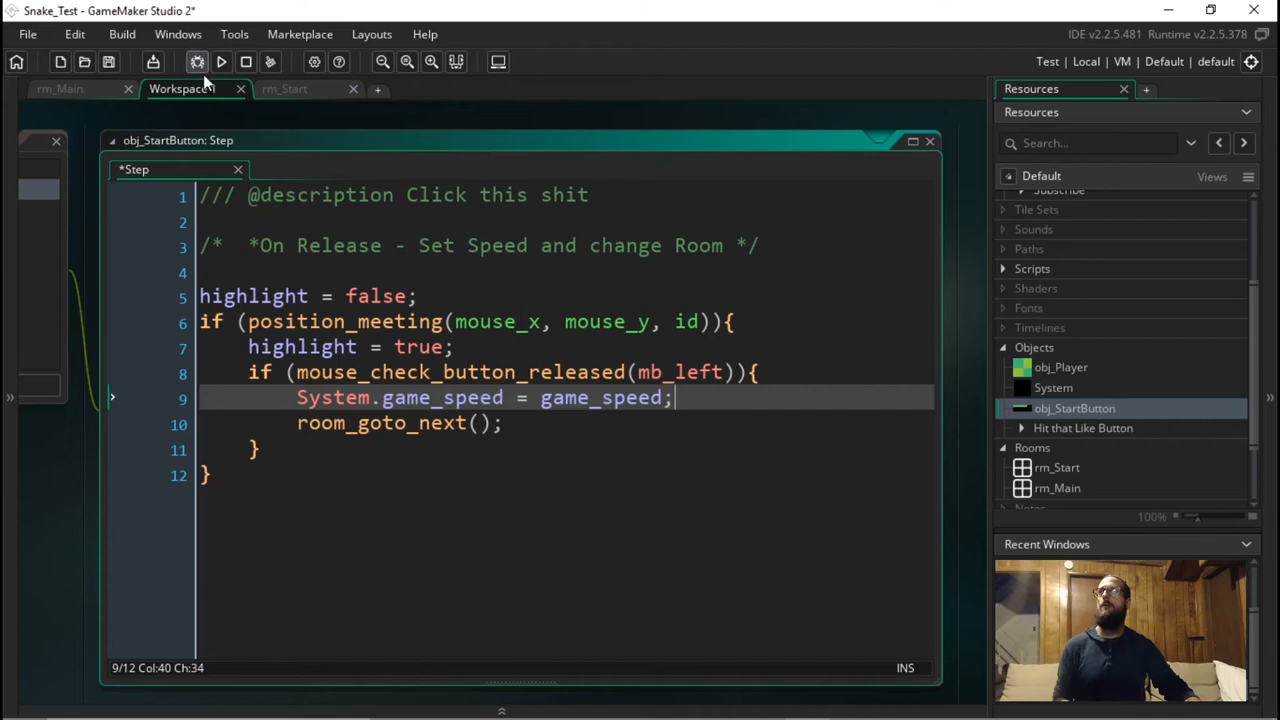 Snake_Test - GameMaker Studio 2*
File Edit Build Windows Tools Marketplace Layouts Help
IDE v2.2.5.481 Runtime v2.2.5.378
Test | Local | VM | Default | default
rm_Main
Workspace 1
rm_Start
obj_StartButton: Step
*Step
1 /// @description Click this shit
2
3 /* *On Release - Set Speed and change Room */
4
5 highlight = false;
6 if (position_meeting(mouse_x, mouse_y, id)){
7 highlight = true;
8 if (mouse_check_button_released(mb_left)){
9 System.game_speed = game_speed;
10 room_goto_next();
11 }
12 }
9/12 Col:40 Ch:34
INS
Resources
Resources
Search...
Default
Views
Subscribe
Tile Sets
Sounds
Paths
Scripts
Shaders
Fonts
Timelines
Objects
obj_Player
System
obj_StartButton
Hit that Like Button
Rooms
rm_Start
rm_Main
100%
Recent Windows